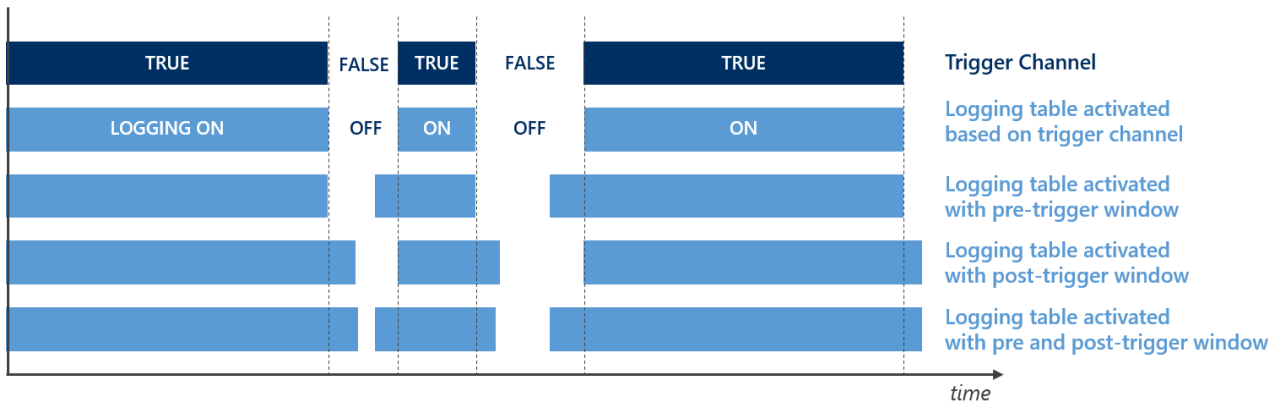 TRUE FALSE TRUE FALSE TRUE Trigger Channel
LOGGING ON OFF ON OFF ON Logging table activated
based on trigger channel
Logging table activated
with pre-trigger window
Logging table activated
with post-trigger window
Logging table activated
with pre and post-trigger window
time